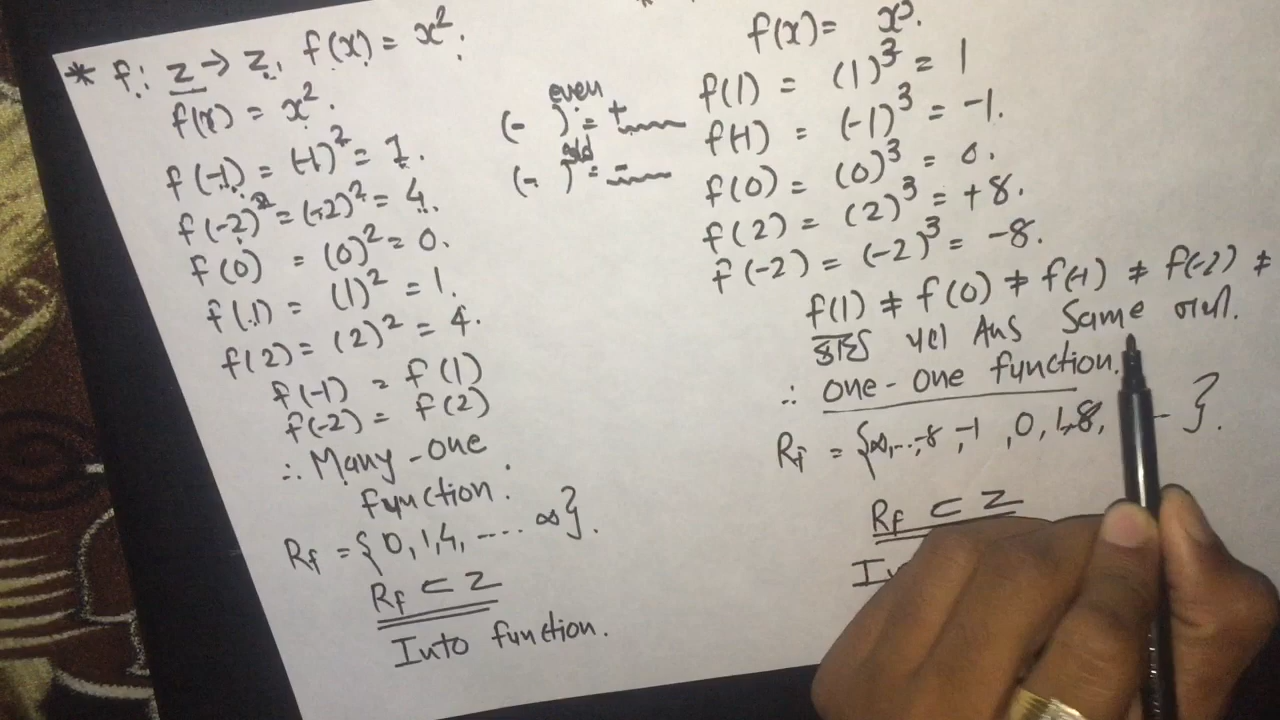 * f: Z → Z, f(x) = x².
f(x) = x².
f(-1) = (-1)² = 1.
f(-2)² = (-2)² = 4.
f(0) = (0)² = 0.
f(1) = (1)² = 1.
f(2) = (2)² = 4.
f(-1) = f(1)
f(-2) = f(2)
∴ Many-one
function.
Rf = {0, 1, 4, ---- ∞}.
Rf ⊂ Z
Into function.
(- )even = +
(- )odd = -
f(x) = x³.
f(1) = (1)³ = 1
f(-1) = (-1)³ = -1.
f(0) = (0)³ = 0.
f(2) = (2)³ = +8.
f(-2) = (-2)³ = -8.
f(1) ≠ f(0) ≠ f(-1) ≠ f(-2) ≠
કોઈ પણ Ans Same નથી.
∴ one-one function.
Rf = {∞, ...-8, -1, 0, 1, 8, - }.
Rf ⊂ Z